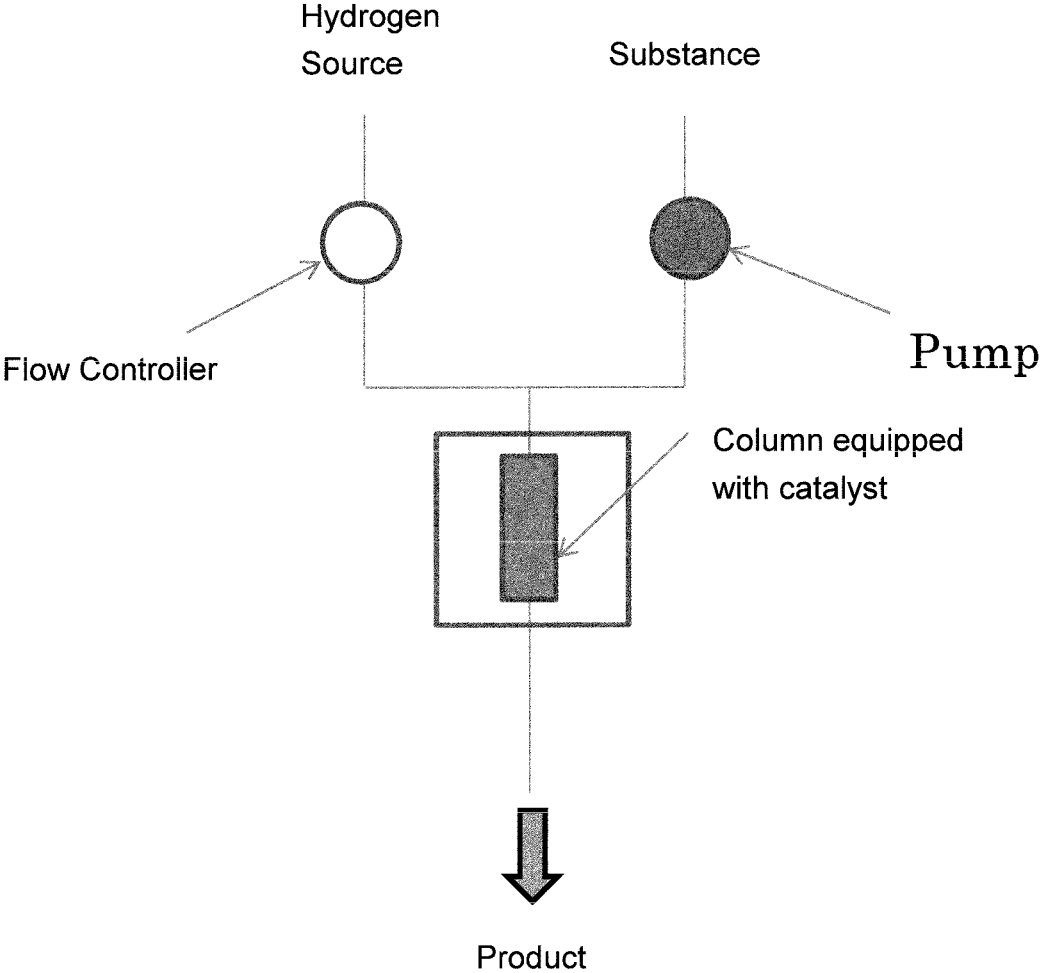 Hydrogen
Source
Substance
Flow Controller
Pump
Column equipped
with catalyst
Product